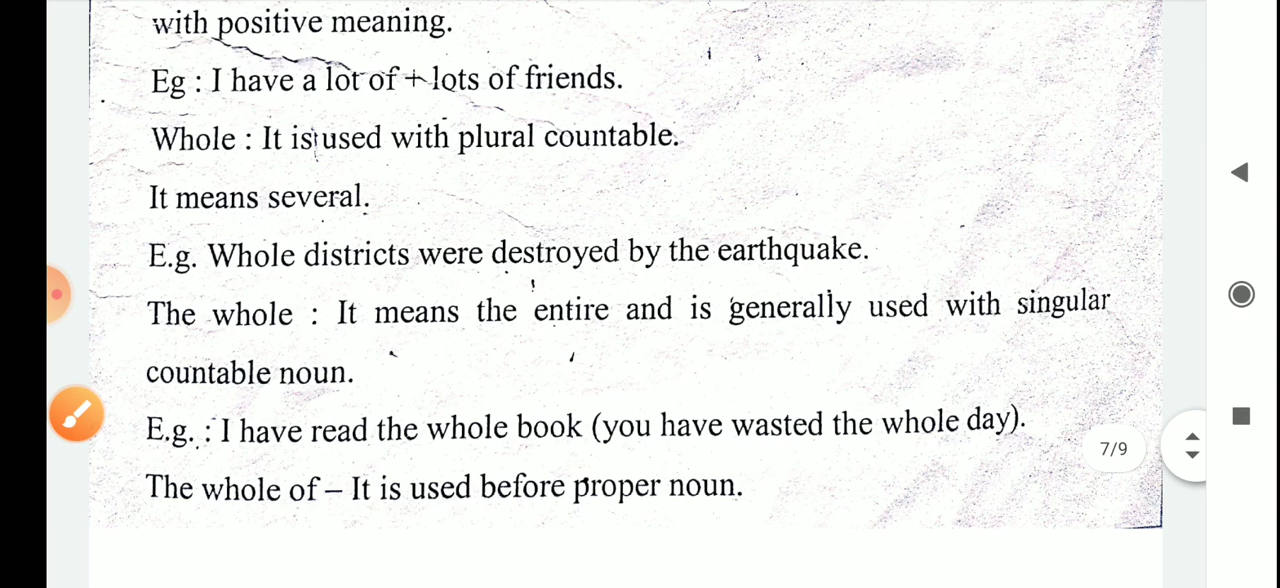 with positive meaning.
Eg : I have a lot of + lots of friends.
Whole : It is used with plural countable.
It means several.
E.g. Whole districts were destroyed by the earthquake.
The whole : It means the entire and is generally used with singular
countable noun.
E.g. : I have read the whole book (you have wasted the whole day).
7/9
The whole of – It is used before proper noun.